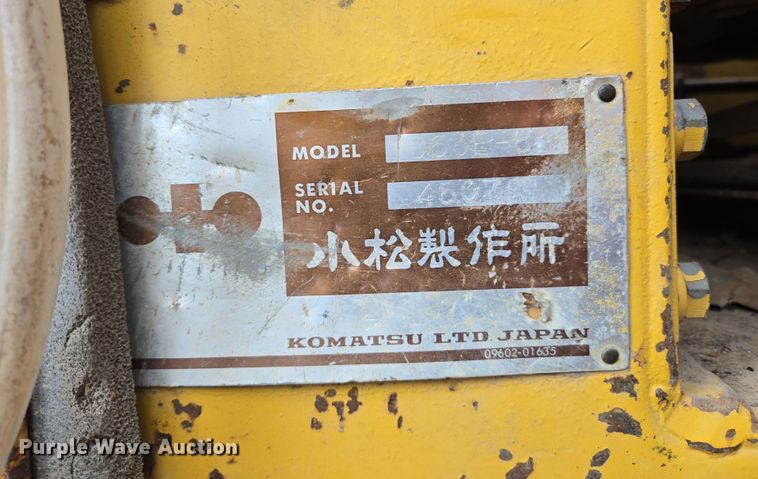 MODEL
SERIAL
NO.
小松製作所
KOMATSU LTD. JAPAN
09602-01635
Purple Wave Auction